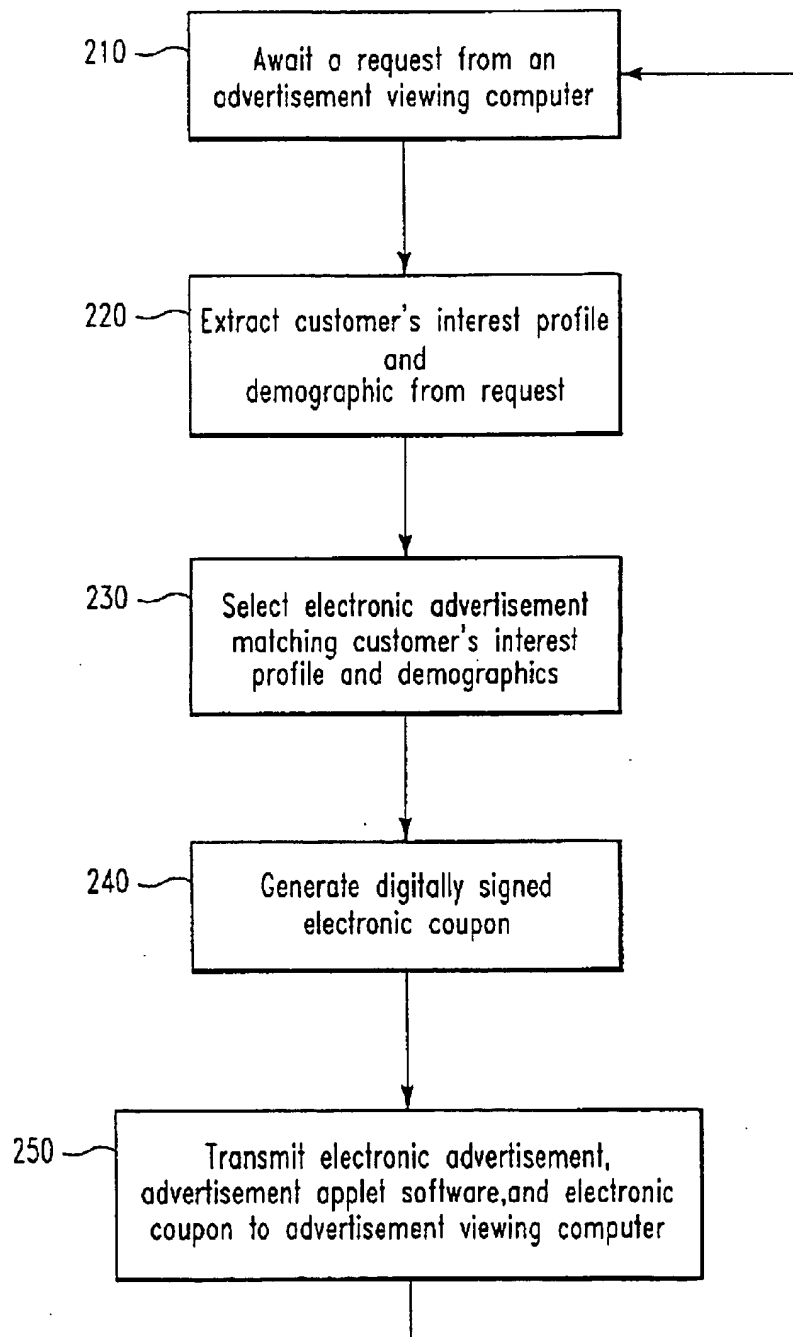 210
Await a request from an
advertisement viewing computer
220
Extract customer's interest profile
and
demographic from request
230
Select electronic advertisement
matching customer's interest
profile and demographics
240
Generate digitally signed
electronic coupon
250
Transmit electronic advertisement,
advertisement applet software,and electronic
coupon to advertisement viewing computer